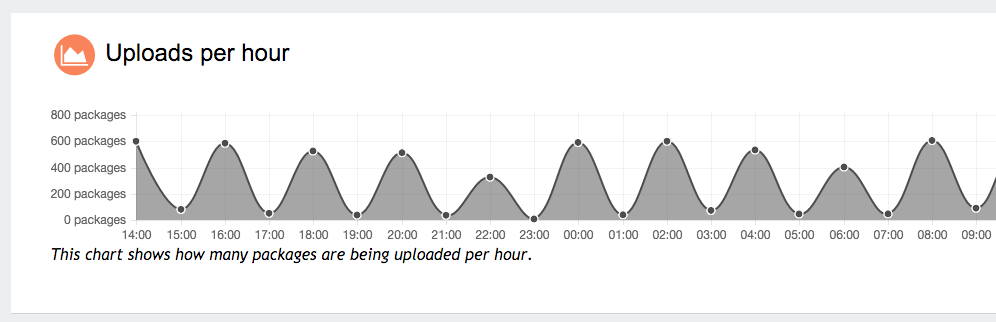 Uploads per hour
800 packages
600 packages
400 packages
200 packages
0 packages
14:00 15:00 16:00 17:00 18:00 19:00 20:00 21:00 22:00 23:00 00:00 01:00 02:00 03:00 04:00 05:00 06:00 07:00 08:00 09:00
This chart shows how many packages are being uploaded per hour.